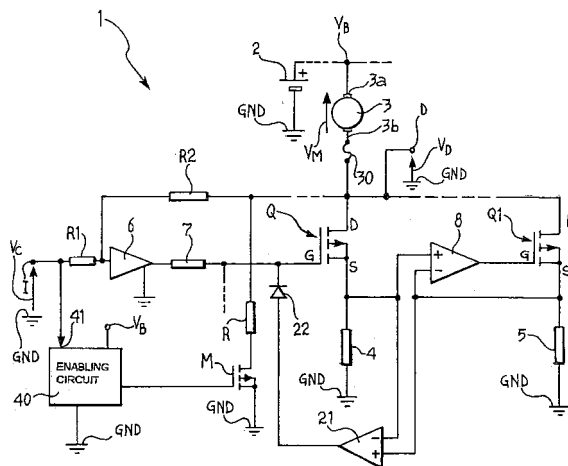 1
VB
2
+
3a
3
GND
VM
3b
D
VD
GND
30
R2
Q
D
G
S
Q1
G
S
8
+
-
VC
R1
6
7
I
GND
41
VB
R
22
4
5
ENABLING
CIRCUIT
40
M
GND
GND
GND
GND
21
-
+